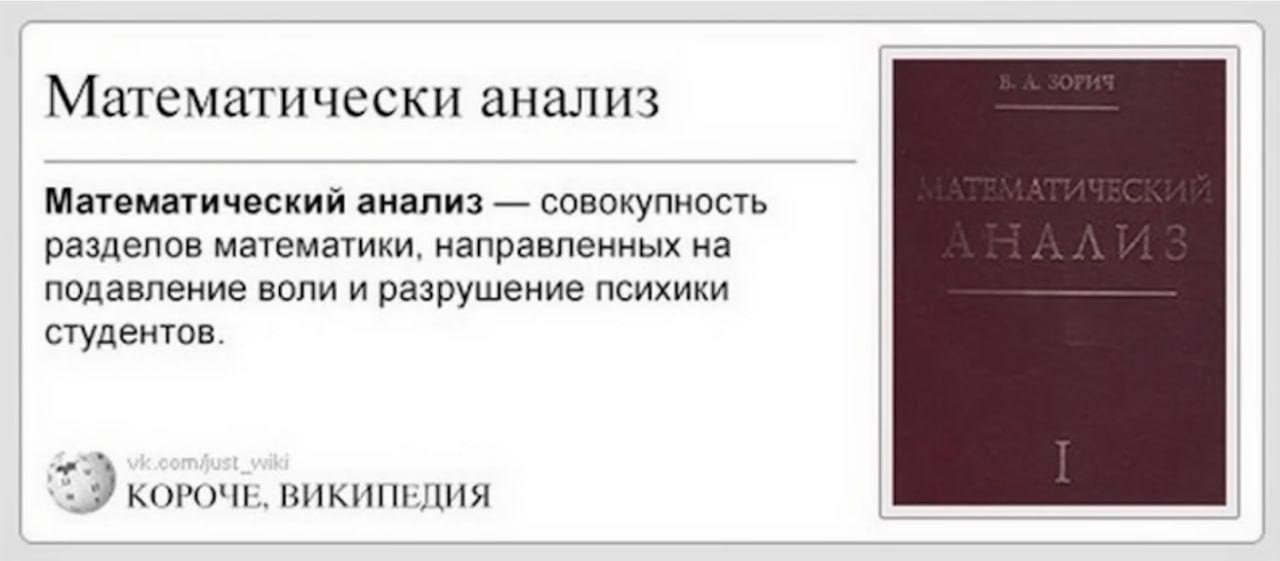 Математически анализ
Математический анализ — совокупность
разделов математики, направленных на
подавление воли и разрушение психики
студентов.
vk.com/just_wiki
КОРОЧЕ, ВИКИПЕДИЯ
В. А. ЗОРИЧ
МАТЕМАТИЧЕСКИЙ
АНАЛИЗ
I